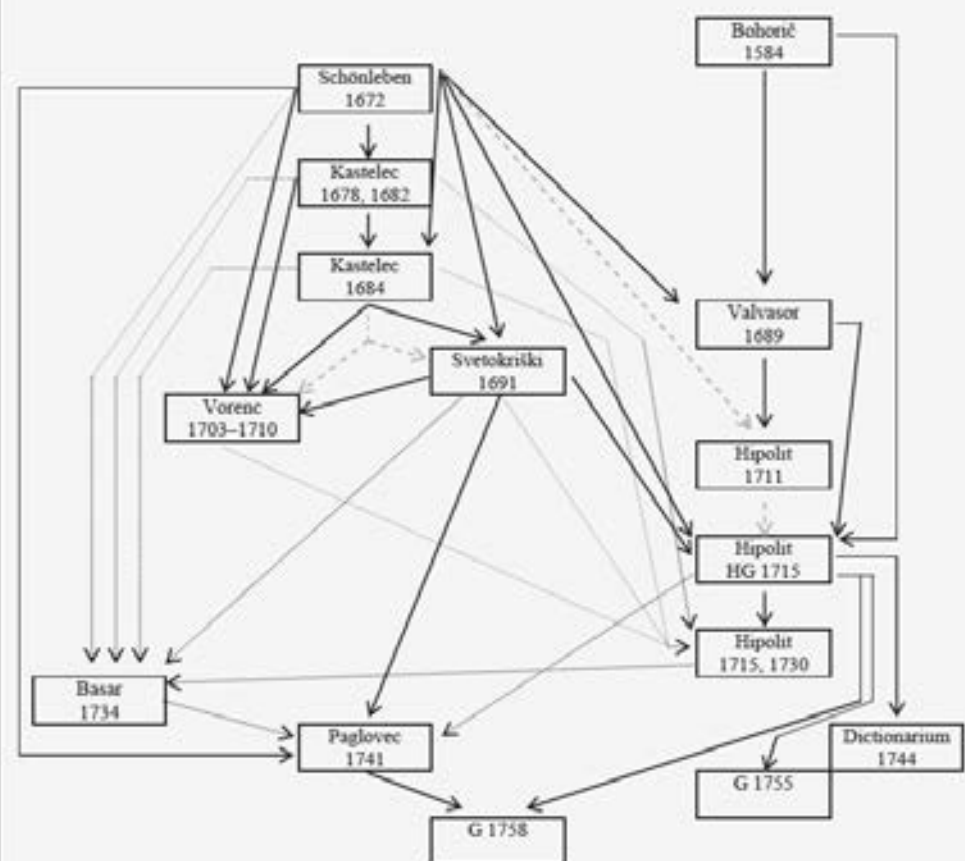 Bohorič
1584
Schönleben
1672
Kastelec
1678, 1682
Kastelec
1684
Valvasor
1689
Svetokriški
1691
Vorenc
1703–1710
Hipolit
1711
Hipolit
HG 1715
Hipolit
1715, 1730
Basar
1734
Paglovec
1741
Dictionarium
1744
G 1755
G 1758